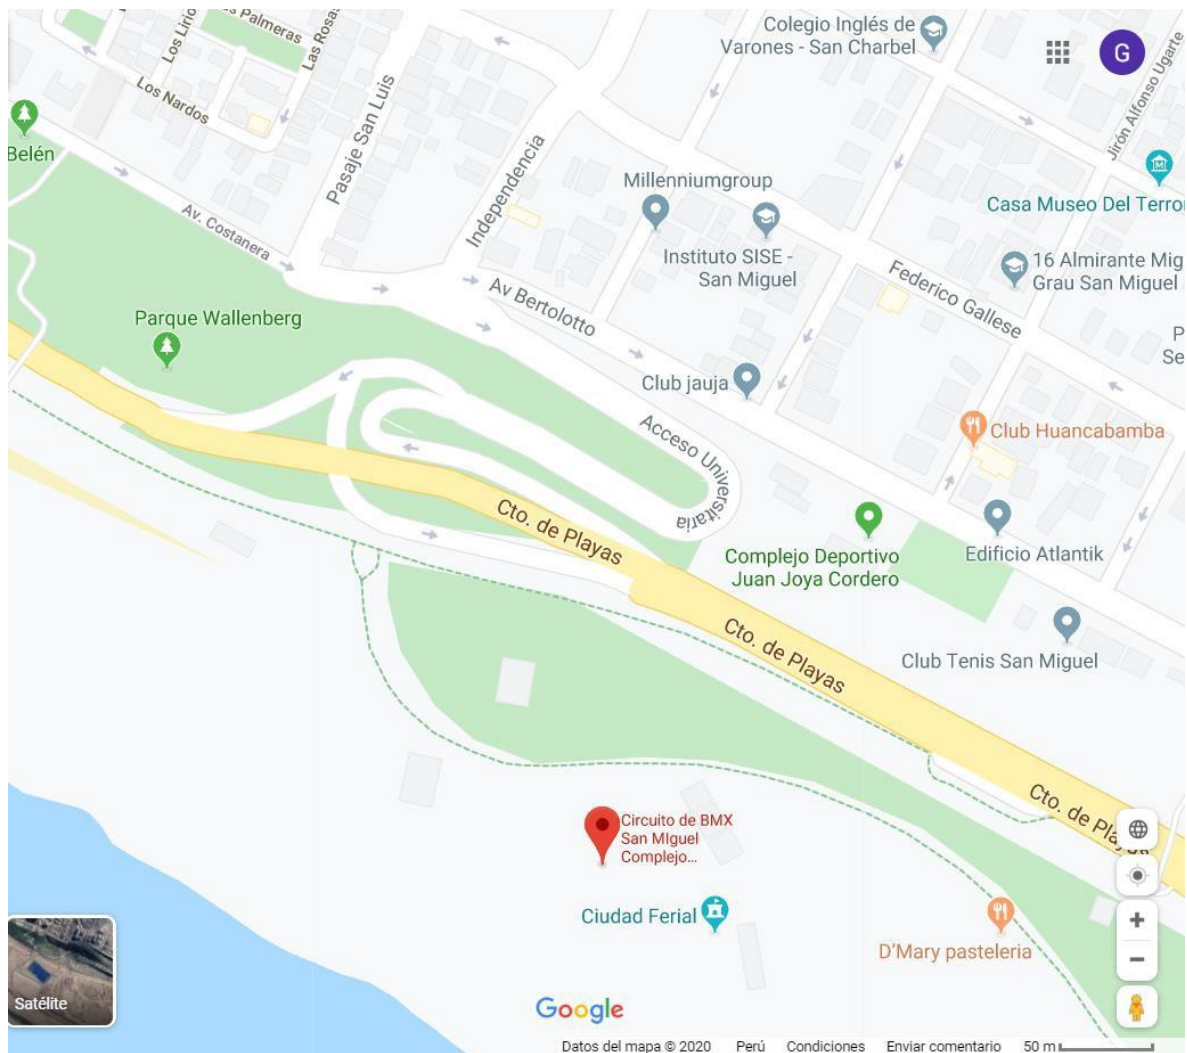 s Palmeras
Los Lirio
Las Rosas
Los Nardos
Colegio Inglés de
Varones - San Charbel
G
Jirón Alfonso Ugarte
Belén
Pasaje San Luis
Independencia
Millenniumgroup
Casa Museo Del Terror
Av. Costanera
Instituto SISE -
San Miguel
16 Almirante Mig
Grau San Miguel
Av Bertolotto
Federico Gallese
Parque Wallenberg
P
Se
Club jauja
Acceso Universitaria
Club Huancabamba
Cto. de Playas
Complejo Deportivo
Juan Joya Cordero
Edificio Atlantik
Cto. de Playas
Club Tenis San Miguel
Cto. de Playas
Circuito de BMX
San MIguel
Complejo...
Ciudad Ferial
D'Mary pasteleria
Satélite
Google
Datos del mapa © 2020 Perú Condiciones Enviar comentario 50 m